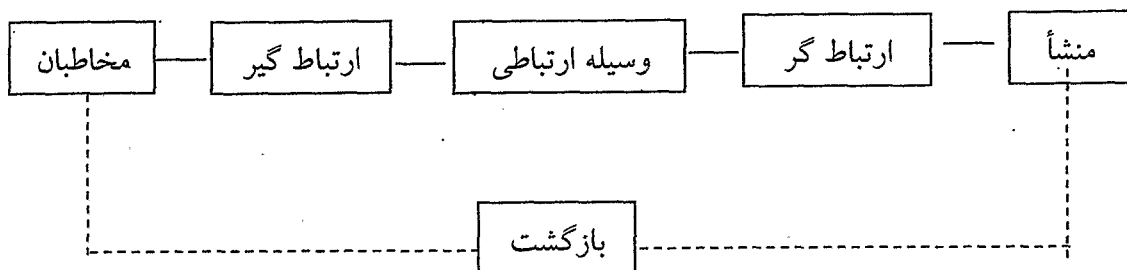 منشأ
ارتباط گر
وسیله ارتباطی
ارتباط گیر
مخاطبان
بازگشت